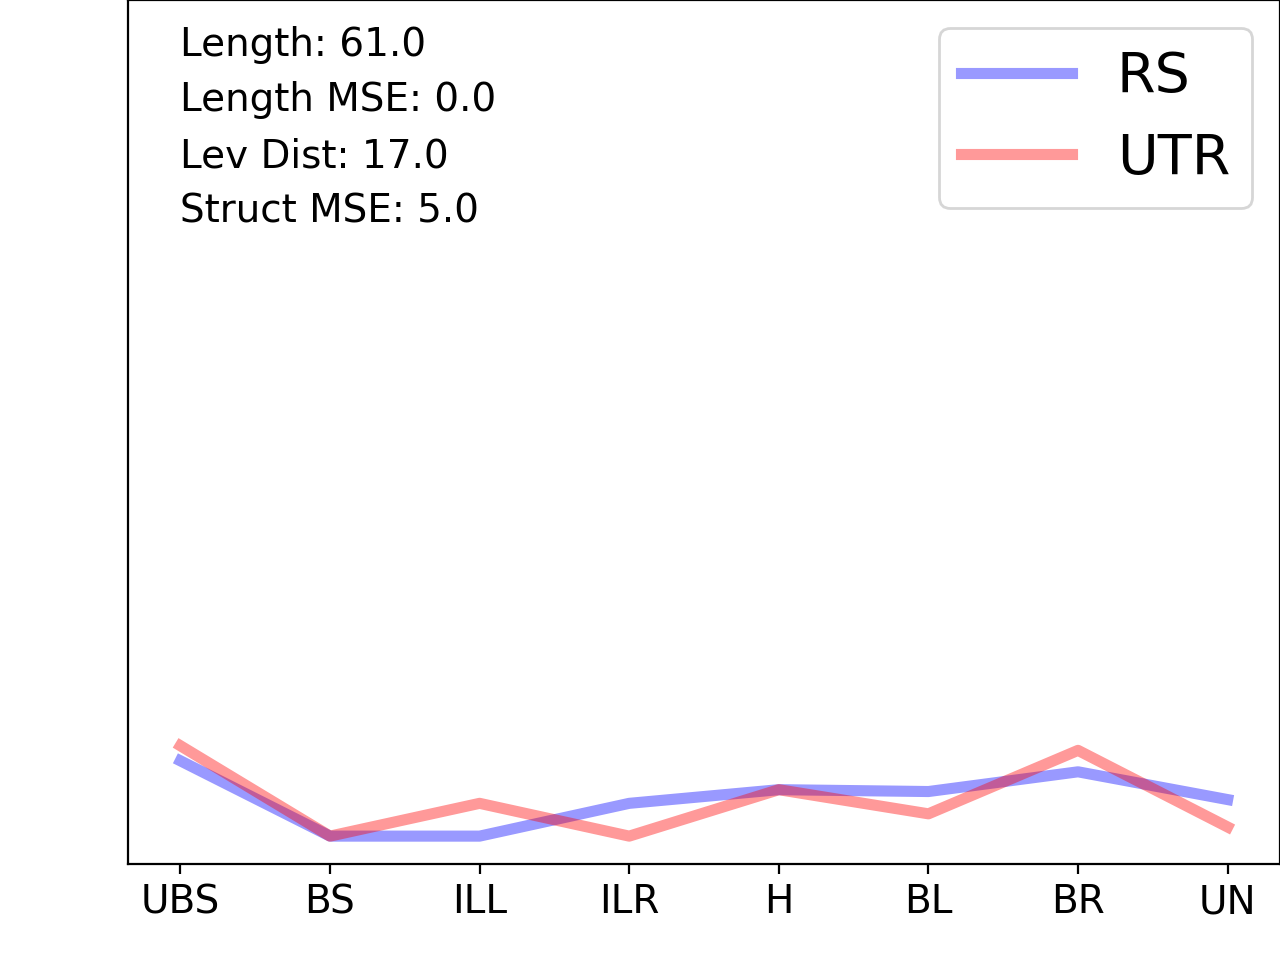 Length: 61.0
Length MSE: 0.0
Lev Dist: 17.0
Struct MSE: 5.0
RS
UTR
UBS BS ILL ILR H BL BR UN